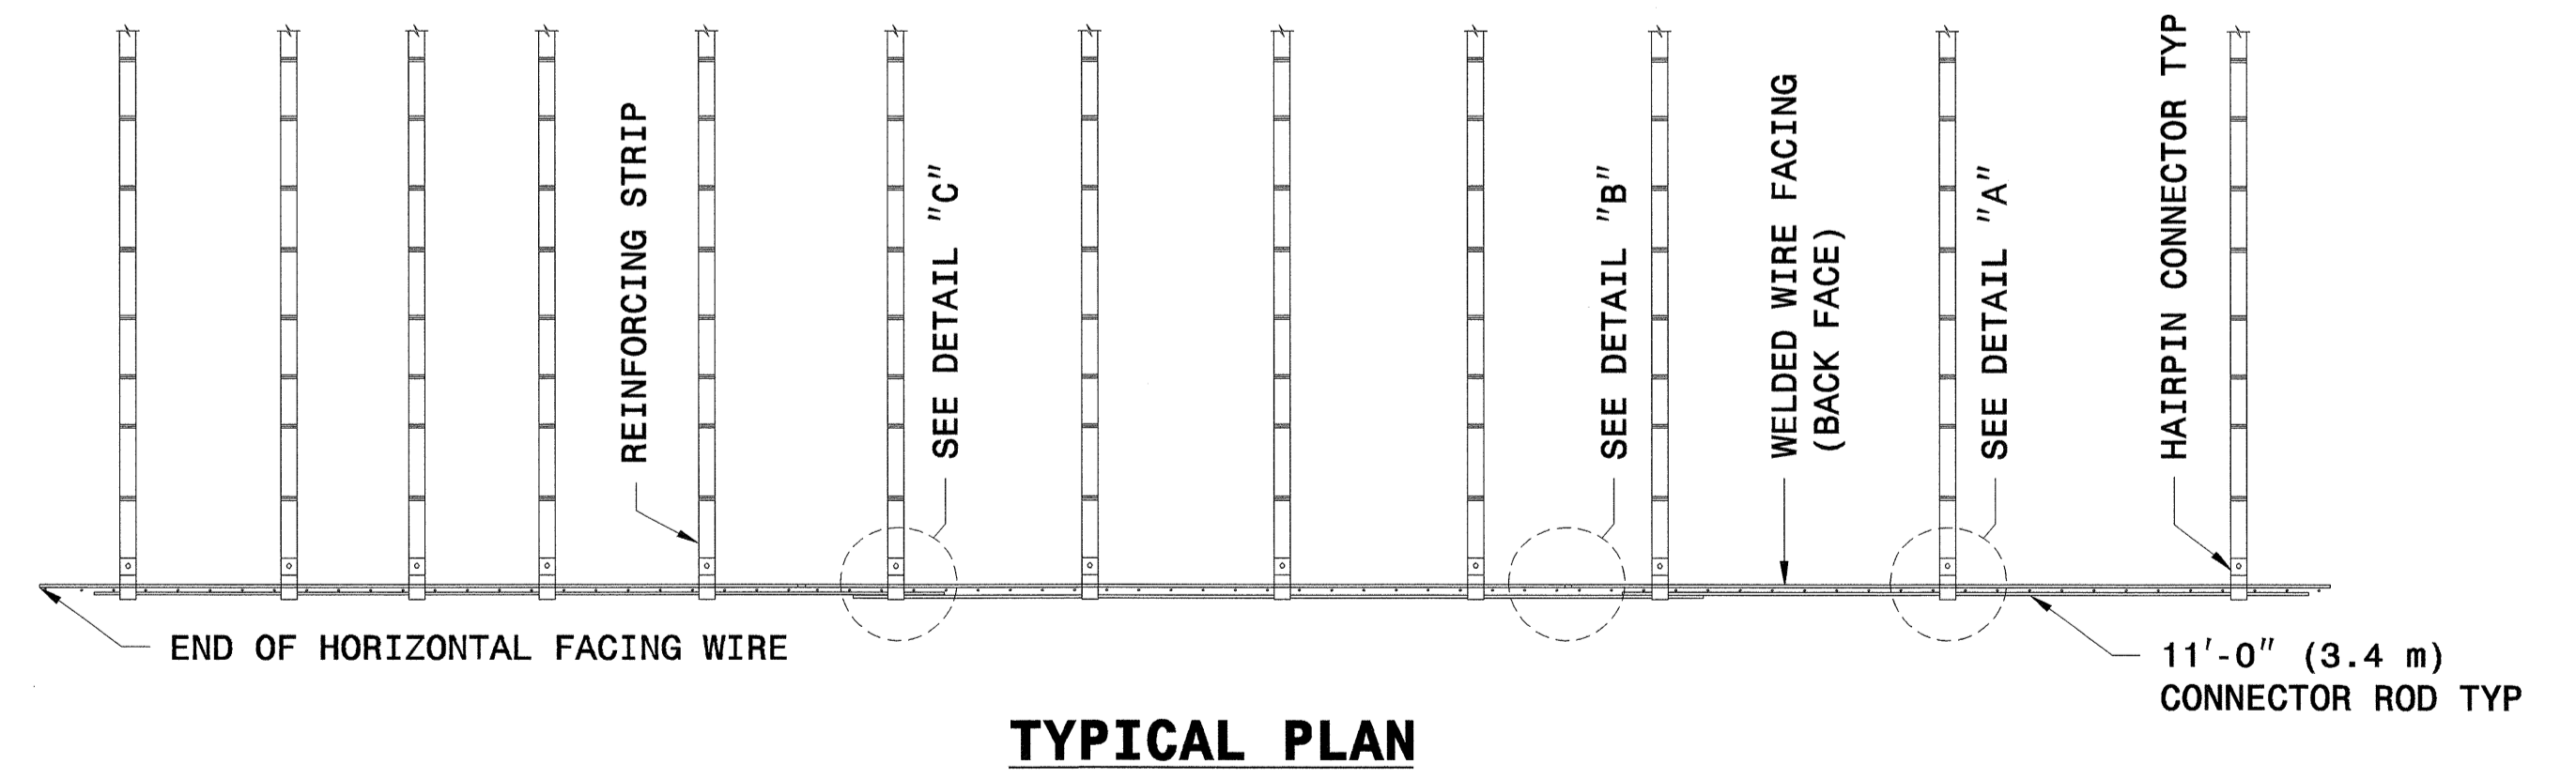 REINFORCING STRIP
SEE DETAIL "C"
SEE DETAIL "B"
WELDED WIRE FACING
(BACK FACE)
SEE DETAIL "A"
HAIRPIN CONNECTOR TYP
END OF HORIZONTAL FACING WIRE
11'-0" (3.4 m)
CONNECTOR ROD TYP
TYPICAL PLAN